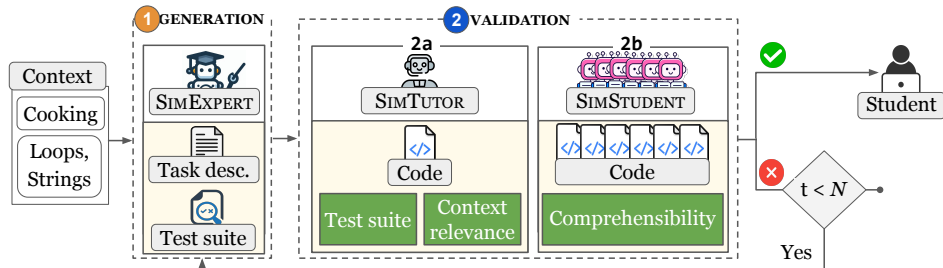 1 GENERATION
2 VALIDATION
Context
Cooking
Loops,
Strings
SIMEXPERT
Task desc.
Test suite
2a
SIMTUTOR
</>
Code
Test suite
Context
relevance
2b
SIMSTUDENT
</> </> </> </> </> </>
Code
Comprehensibility
Student
t < N
Yes